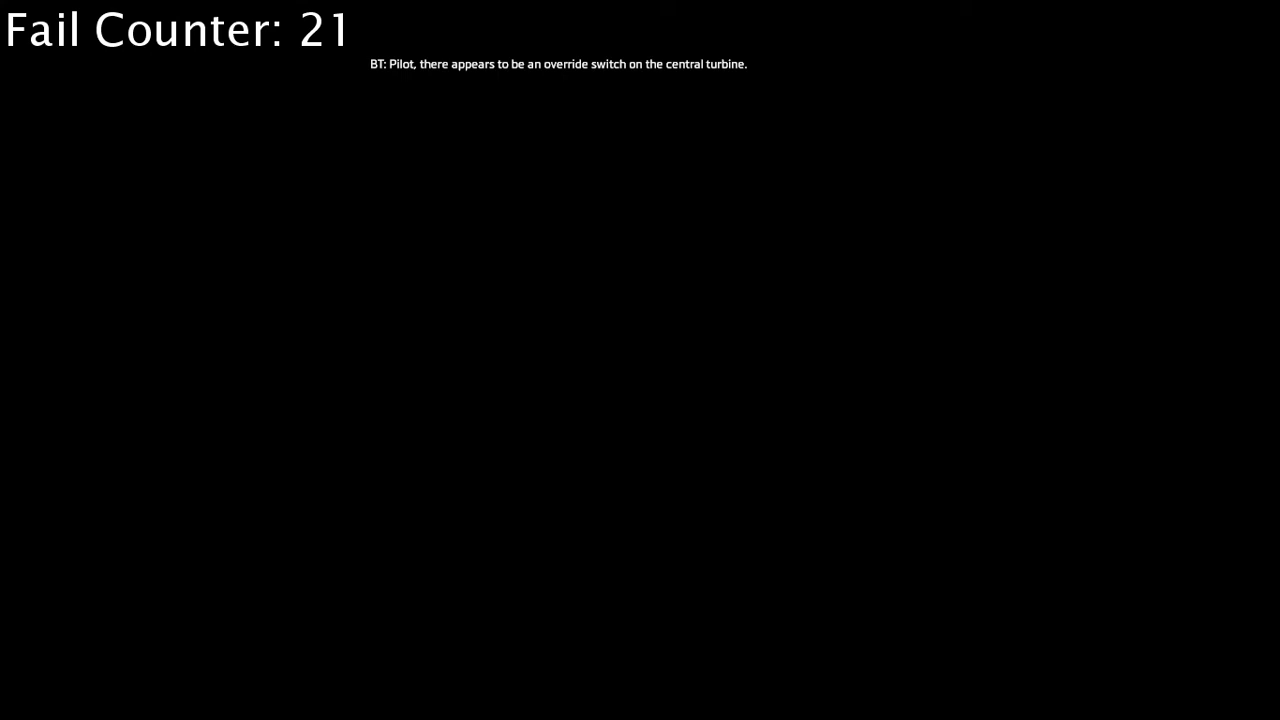 Fail Counter: 21
BT: Pilot, there appears to be an override switch on the central turbine.